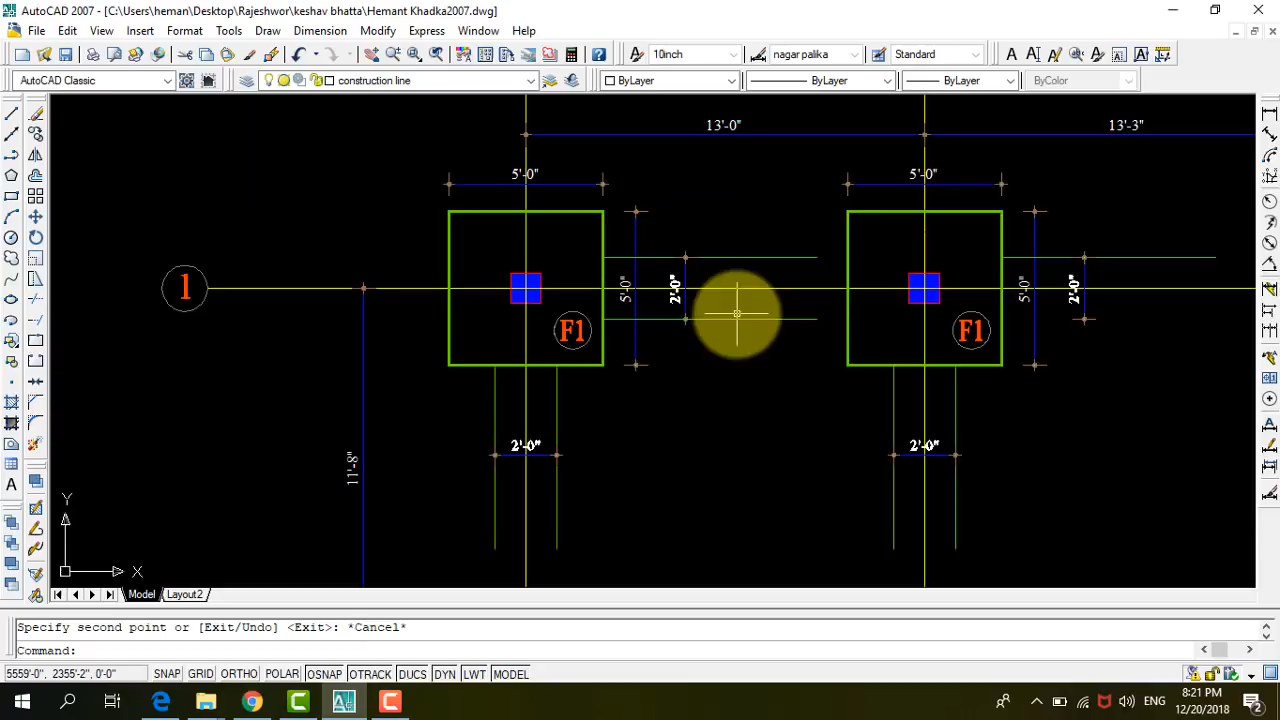 AutoCAD 2007 - [C:\Users\heman\Desktop\Rajeshwor\keshav bhatta\Hemant Khadka2007.dwg]
File Edit View Insert Format Tools Draw Dimension Modify Express Window Help
10inch nagar palika Standard
AutoCAD Classic construction line ByLayer ByLayer ByLayer ByColor
13'-0" 13'-3"
5'-0" 5'-0"
1 5'-0" 2'-0" 5'-0" 2'-0"
F1 F1
2'-0" 2'-0"
11'-8"
Y
X
Model Layout2
Specify second point or [Exit/Undo] <Exit>: *Cancel*
Command:
5559'-0", 2355'-2", 0'-0" SNAP GRID ORTHO POLAR OSNAP OTRACK DUCS DYN LWT MODEL
ENG 8:21 PM
12/20/2018 2